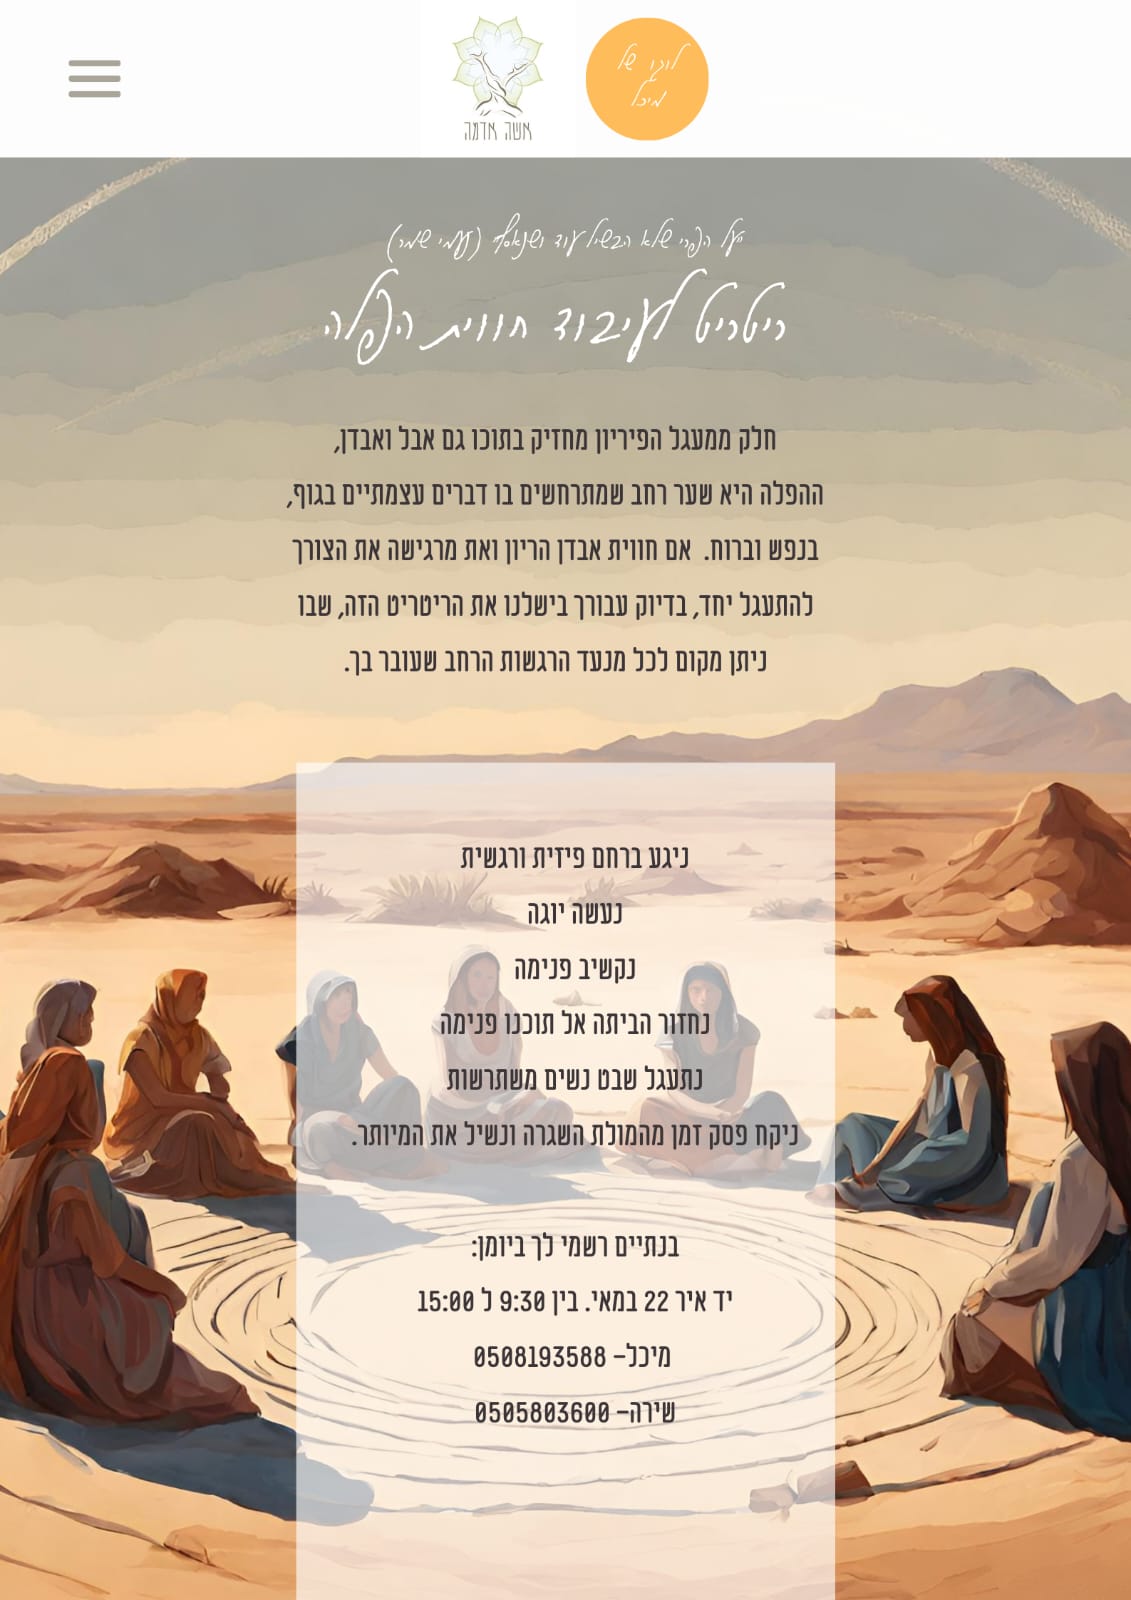 אשה אדמה
לוגו של
מיכל
ועל הפרי שלא הבשיל עוד ושנאסף (נעמי שמר)
ריטריט לעיבוד חווית הפלה
חלק ממעגל הפיריון מחזיק בתוכו גם אבל ואבדן,
ההפלה היא שער רחב שמתרחשים בו דברים עצמתיים בגוף,
בנפש וברוח. אם חווית אבדן הריון ואת מרגישה את הצורך
להתעגל יחד, בדיוק עבורך בישלנו את הריטריט הזה, שבו
ניתן מקום לכל מנעד הרגשות הרחב שעובר בך.
ניגע ברחם פיזית ורגשית
נעשה יוגה
נקשיב פנימה
נחזור הביתה אל תוכנו פנימה
נתעגל שבט נשים משתרשות
ניקח פסק זמן מהמולת השגרה ונשיל את המיותר.
בנתיים רשמי לך ביומן:
יד איר 22 במאי. בין 9:30 ל 15:00
מיכל- 0508193588
שירה- 0505803600